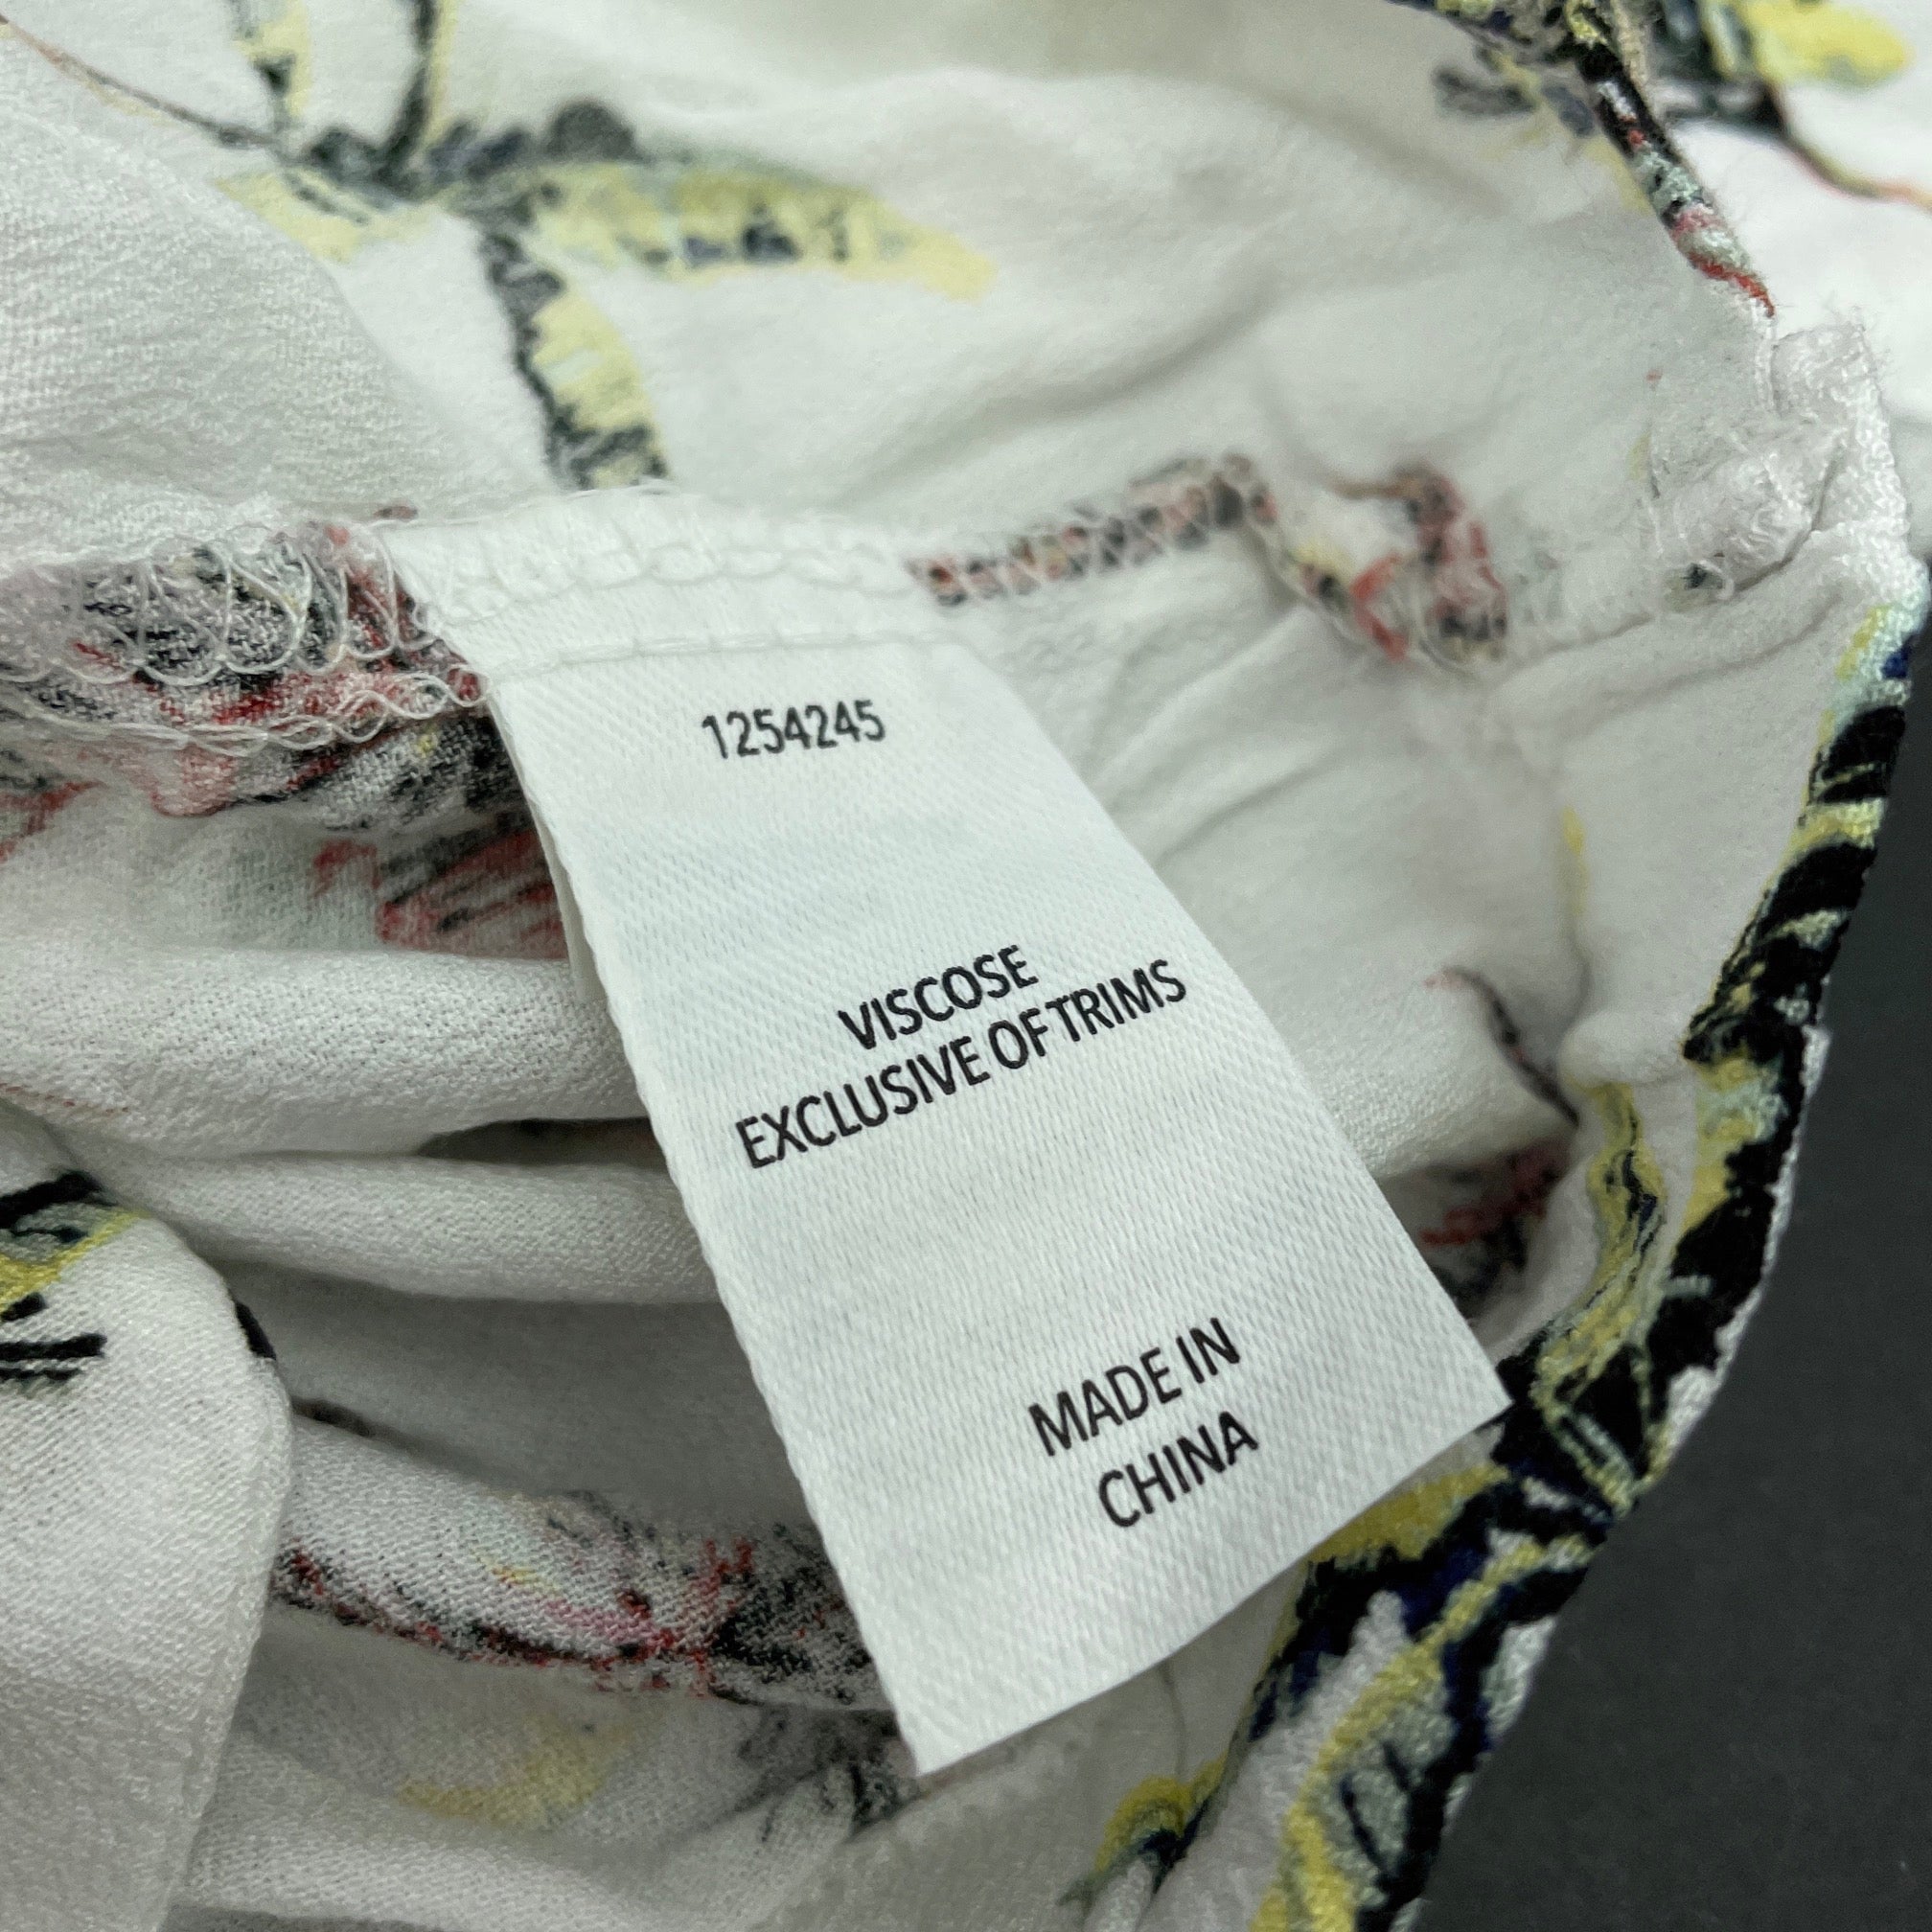 1254245
VISCOSE
EXCLUSIVE OF TRIMS
MADE IN
CHINA